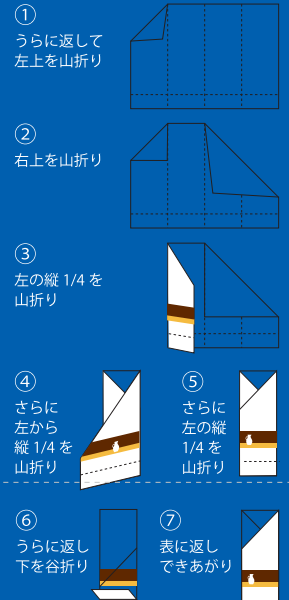 ①
うらに返して
左上を山折り
②
右上を山折り
③
左の縦 1/4 を
山折り
④
さらに
左から
縦 1/4 を
山折り
⑤
さらに
左の縦
1/4 を
山折り
⑥
うらに返し
下を谷折り
⑦
表に返し
できあがり